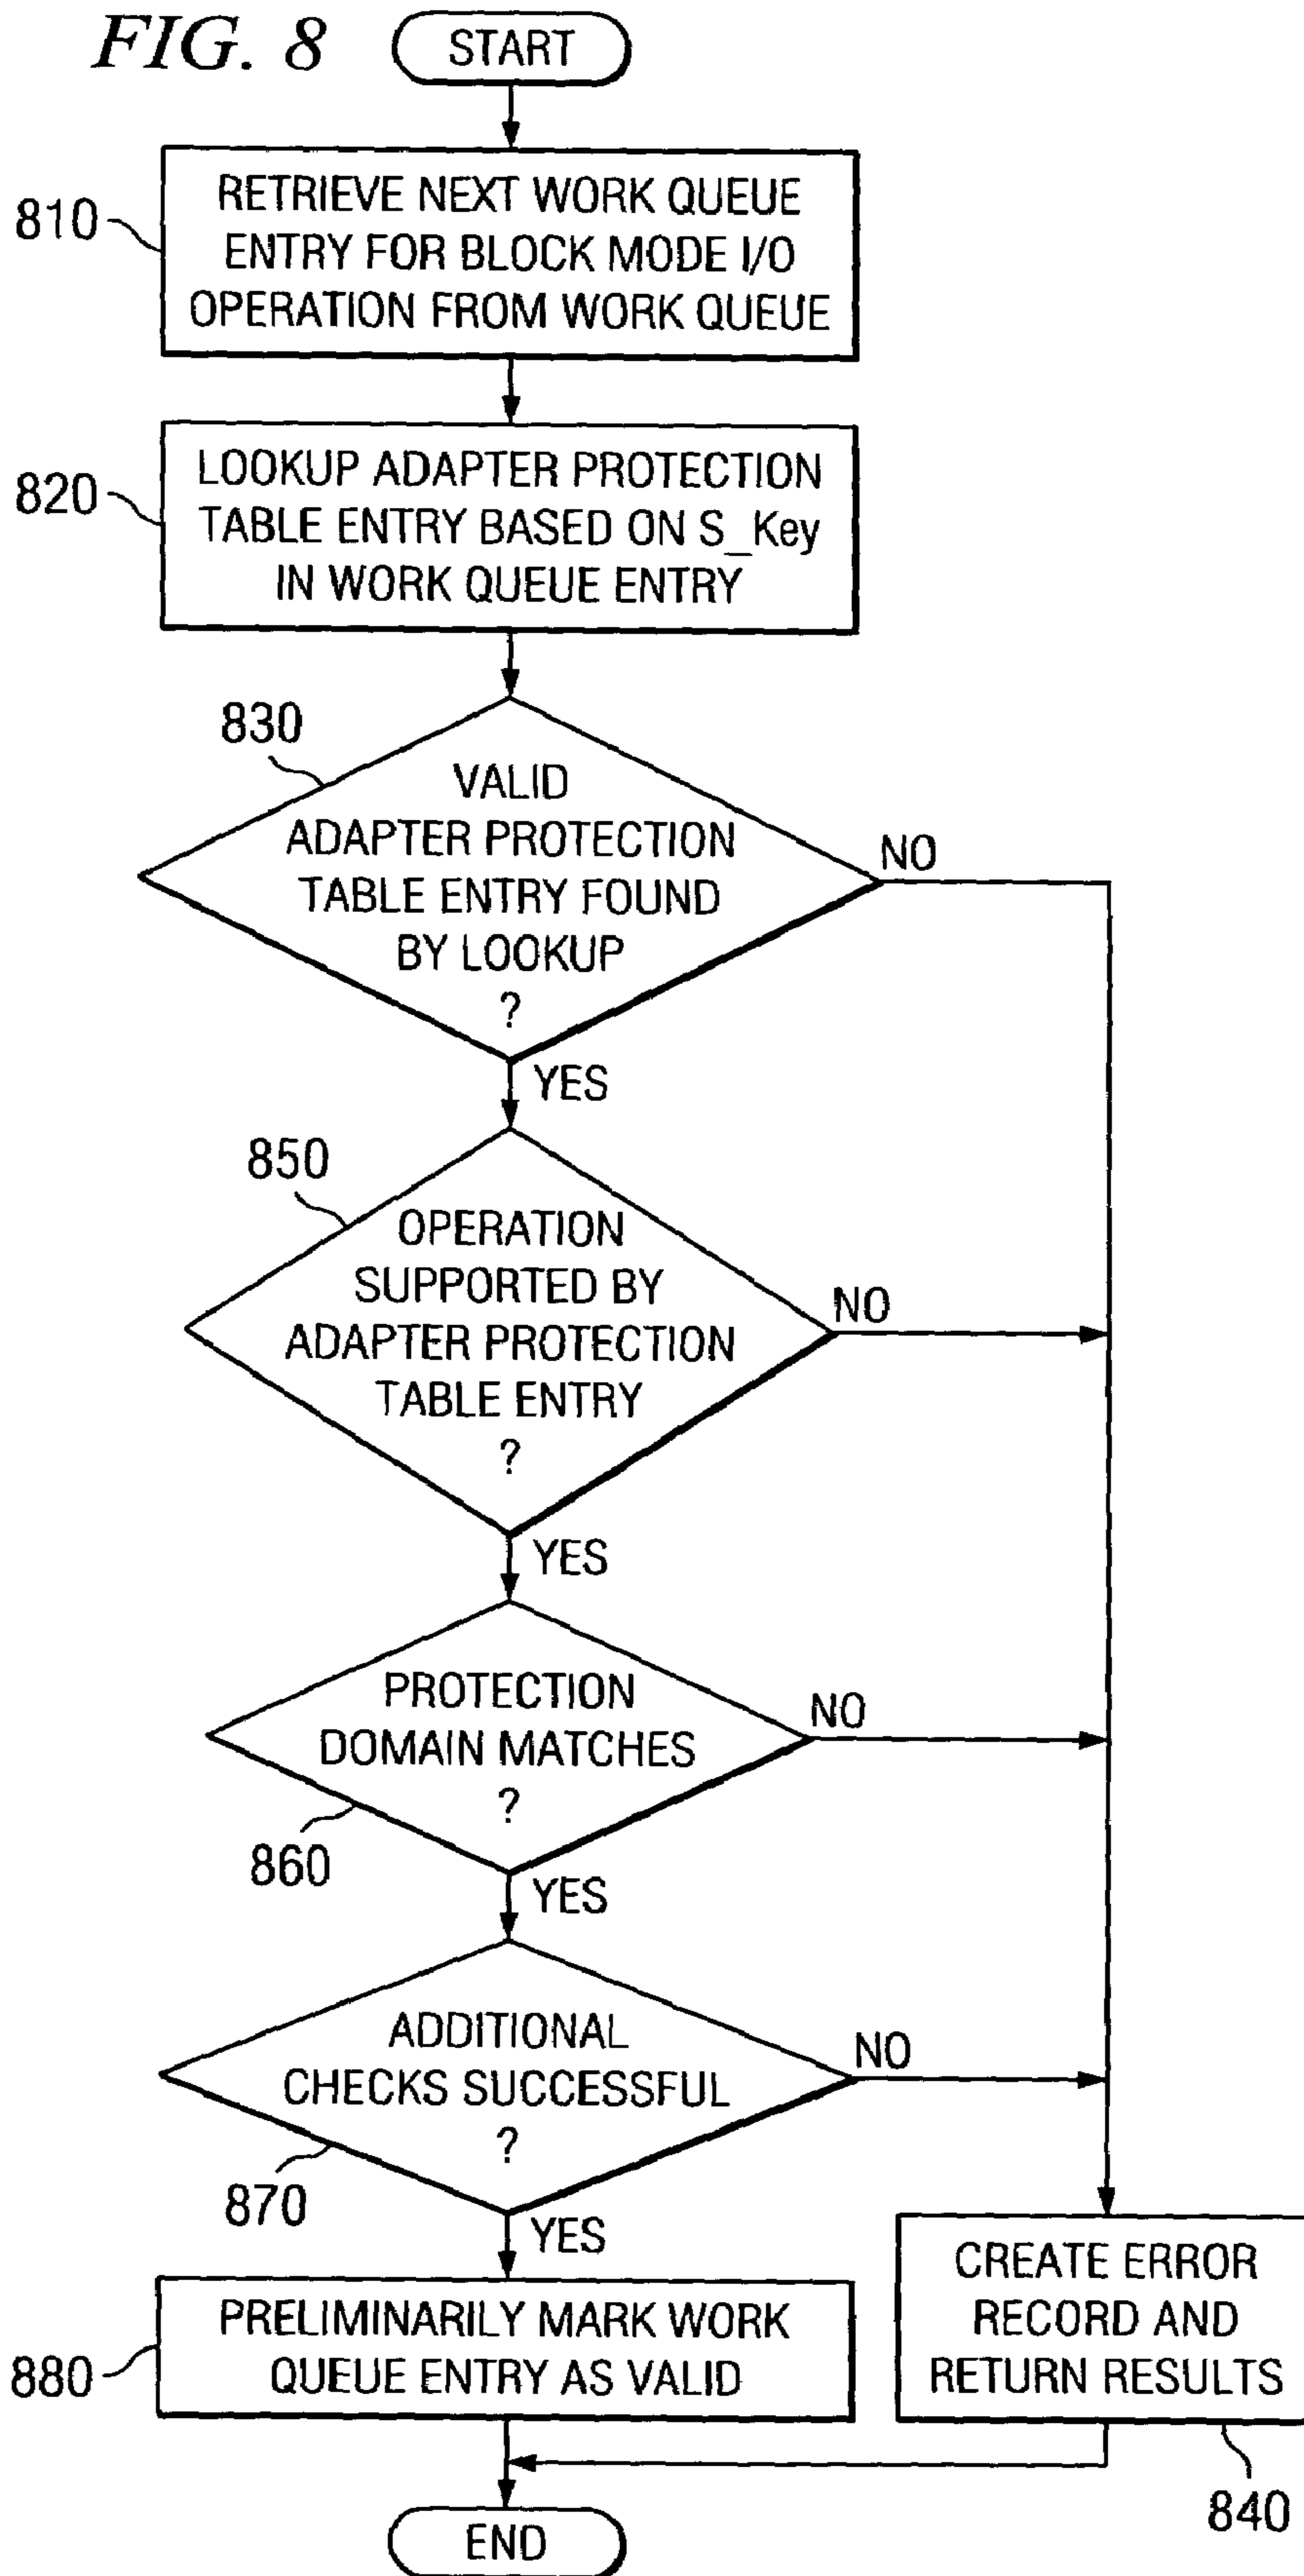 FIG. 8
START
810
RETRIEVE NEXT WORK QUEUE
ENTRY FOR BLOCK MODE I/O
OPERATION FROM WORK QUEUE
820
LOOKUP ADAPTER PROTECTION
TABLE ENTRY BASED ON S_Key
IN WORK QUEUE ENTRY
830
VALID
ADAPTER PROTECTION
TABLE ENTRY FOUND
BY LOOKUP
?
NO
YES
850
OPERATION
SUPPORTED BY
ADAPTER PROTECTION
TABLE ENTRY
?
NO
YES
PROTECTION
DOMAIN MATCHES
?
NO
860
YES
ADDITIONAL
CHECKS SUCCESSFUL
?
NO
870
YES
880
PRELIMINARILY MARK WORK
QUEUE ENTRY AS VALID
CREATE ERROR
RECORD AND
RETURN RESULTS
840
END